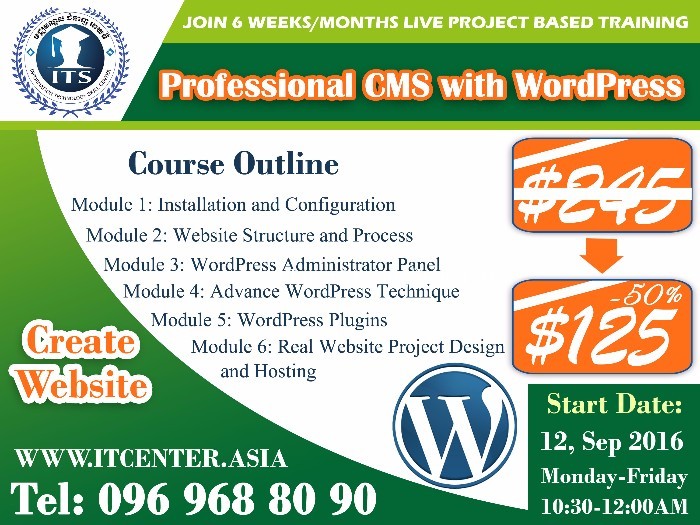 JOIN 6 WEEKS/MONTHS LIVE PROJECT BASED TRAINING
ITS
Professional CMS with WordPress
Course Outline
Module 1: Installation and Configuration
Module 2: Website Structure and Process
Module 3: WordPress Administrator Panel
Module 4: Advance WordPress Technique
Module 5: WordPress Plugins
Module 6: Real Website Project Design
and Hosting
$245
-50%
$125
Create
Website
W
Start Date:
12, Sep 2016
Monday-Friday
10:30-12:00AM
WWW.ITCENTER.ASIA
Tel: 096 968 80 90